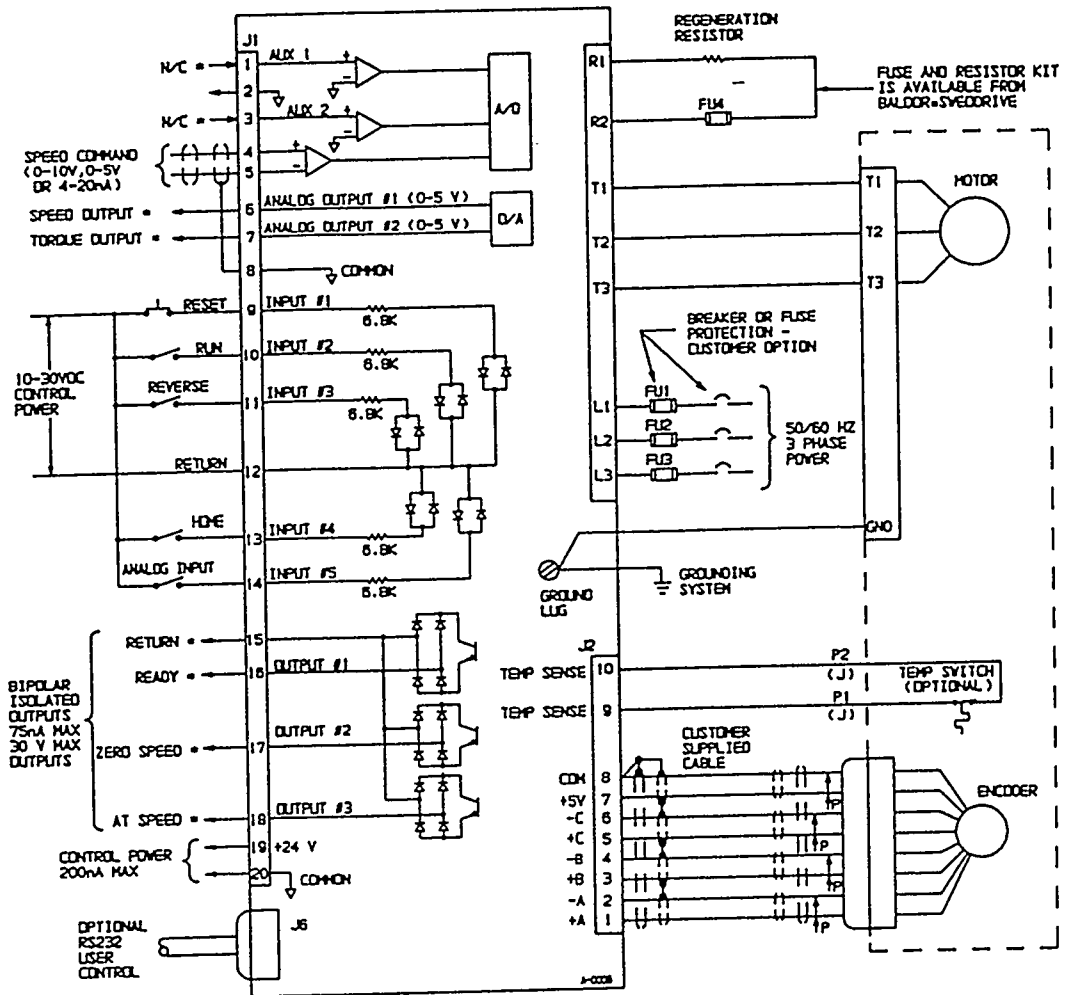 J1
N/C *
1
AUX 1
+
-
2
N/C *
3
AUX 2
+
-
A/D
SPEED COMMAND
(0-10V,0-5V
OR 4-20mA)
4
+
5
-
SPEED OUTPUT *
6
ANALOG OUTPUT #1 (0-5 V)
D/A
TORQUE OUTPUT *
7
ANALOG OUTPUT #2 (0-5 V)
8
COMMON
RESET
9
INPUT #1
6.8K
RUN
10
INPUT #2
6.8K
10-30VDC
CONTROL
POWER
REVERSE
11
INPUT #3
6.8K
RETURN
12
HOME
13
INPUT #4
6.8K
ANALOG INPUT
14
INPUT #5
6.8K
BIPOLAR
ISOLATED
OUTPUTS
75mA MAX
30 V MAX
OUTPUTS
RETURN *
15
READY *
16
OUTPUT #1
ZERO SPEED *
17
OUTPUT #2
AT SPEED *
18
OUTPUT #3
CONTROL POWER
200mA MAX
19
+24 V
20
COMMON
OPTIONAL
RS232
USER
CONTROL
J6
REGENERATION
RESISTOR
R1
R2
FU4
FUSE AND RESISTOR KIT
IS AVAILABLE FROM
BALDOR=SWEODRIVE
T1
T1
MOTOR
T2
T2
T3
T3
BREAKER OR FUSE
PROTECTION -
CUSTOMER OPTION
L1
FU1
L2
FU2
L3
FU3
50/60 HZ
3 PHASE
POWER
GND
GROUND
LUG
GROUNDING
SYSTEM
J2
TEMP SENSE
10
P2
(J)
TEMP SWITCH
(OPTIONAL)
TEMP SENSE
9
P1
(J)
CUSTOMER
SUPPLIED
CABLE
COM
8
+5V
7
P
-C
6
+C
5
P
-B
4
+B
3
P
-A
2
+A
1
P
ENCODER
A-0008